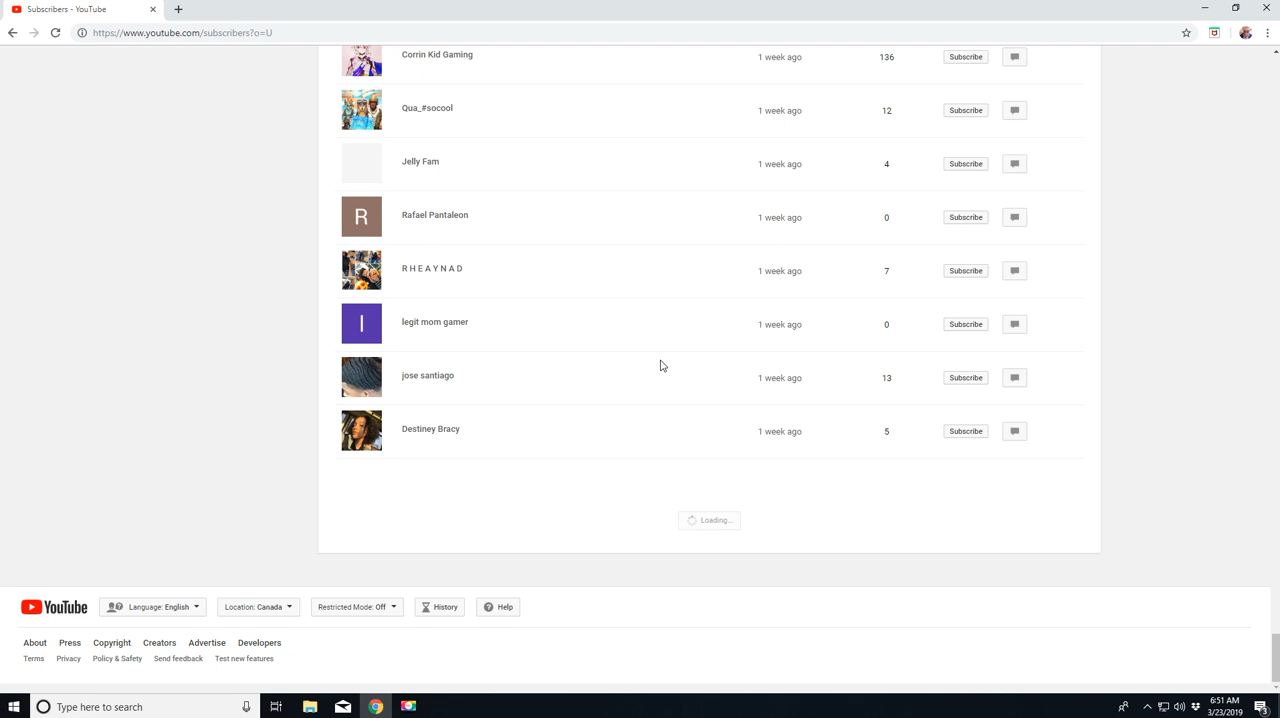 Subscribers - YouTube
https://www.youtube.com/subscribers?o=U
Corrin Kid Gaming 1 week ago 136 Subscribe
Qua_#socool 1 week ago 12 Subscribe
Jelly Fam 1 week ago 4 Subscribe
R Rafael Pantaleon 1 week ago 0 Subscribe
R H E A Y N A D 1 week ago 7 Subscribe
l legit mom gamer 1 week ago 0 Subscribe
jose santiago 1 week ago 13 Subscribe
Destiney Bracy 1 week ago 5 Subscribe
Loading...
YouTube Language: English Location: Canada Restricted Mode: Off History Help
About Press Copyright Creators Advertise Developers
Terms Privacy Policy & Safety Send feedback Test new features
Type here to search
6:51 AM
3/23/2019
3